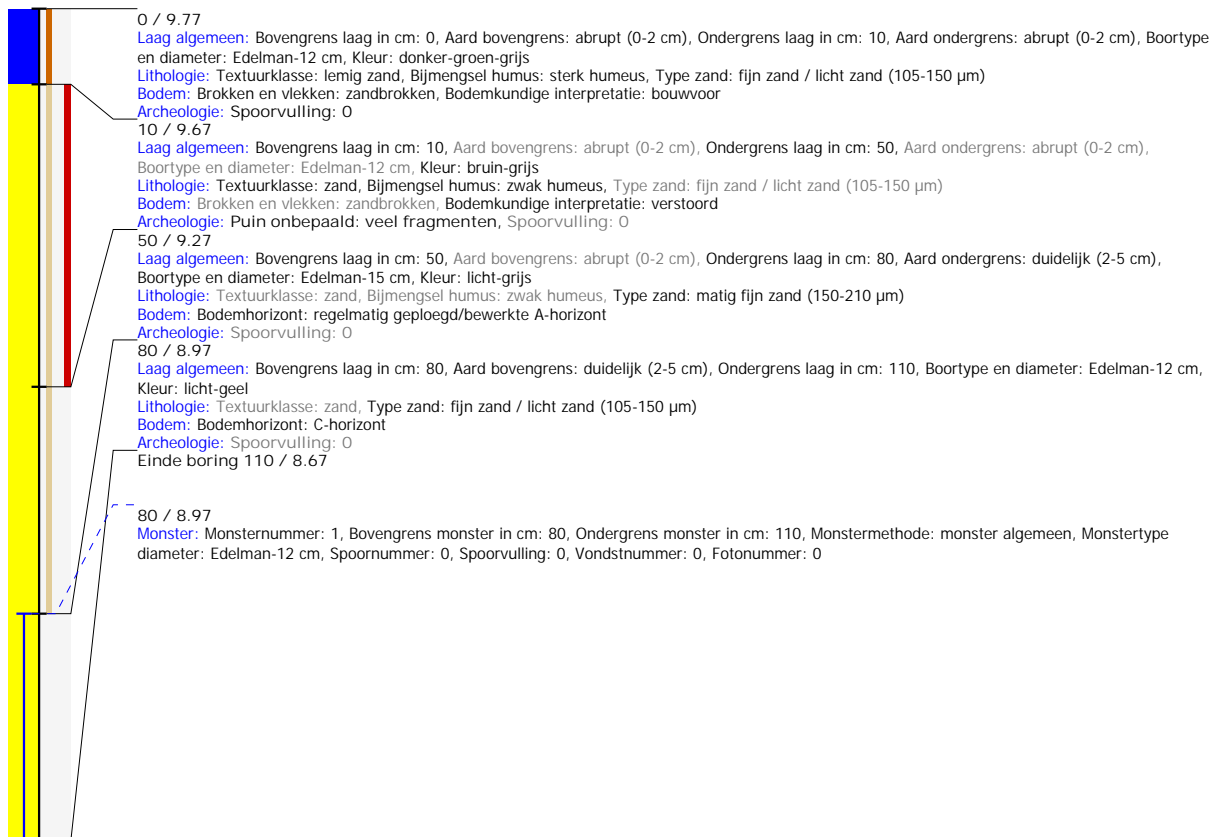 0 / 9.77
Laag algemeen: Bovengrens laag in cm: 0, Aard bovengrens: abrupt (0-2 cm), Ondergrens laag in cm: 10, Aard ondergrens: abrupt (0-2 cm), Boortype
en diameter: Edelman-12 cm, Kleur: donker-groen-grijs
Lithologie: Textuurklasse: lemig zand, Bijmengsel humus: sterk humeus, Type zand: fijn zand / licht zand (105-150 µm)
Bodem: Brokken en vlekken: zandbrokken, Bodemkundige interpretatie: bouwvoor
Archeologie: Spoorvulling: 0
10 / 9.67
Laag algemeen: Bovengrens laag in cm: 10, Aard bovengrens: abrupt (0-2 cm), Ondergrens laag in cm: 50, Aard ondergrens: abrupt (0-2 cm),
Boortype en diameter: Edelman-12 cm, Kleur: bruin-grijs
Lithologie: Textuurklasse: zand, Bijmengsel humus: zwak humeus, Type zand: fijn zand / licht zand (105-150 µm)
Bodem: Brokken en vlekken: zandbrokken, Bodemkundige interpretatie: verstoord
Archeologie: Puin onbepaald: veel fragmenten, Spoorvulling: 0
50 / 9.27
Laag algemeen: Bovengrens laag in cm: 50, Aard bovengrens: abrupt (0-2 cm), Ondergrens laag in cm: 80, Aard ondergrens: duidelijk (2-5 cm),
Boortype en diameter: Edelman-15 cm, Kleur: licht-grijs
Lithologie: Textuurklasse: zand, Bijmengsel humus: zwak humeus, Type zand: matig fijn zand (150-210 µm)
Bodem: Bodemhorizont: regelmatig geploegd/bewerkte A-horizont
Archeologie: Spoorvulling: 0
80 / 8.97
Laag algemeen: Bovengrens laag in cm: 80, Aard bovengrens: duidelijk (2-5 cm), Ondergrens laag in cm: 110, Boortype en diameter: Edelman-12 cm,
Kleur: licht-geel
Lithologie: Textuurklasse: zand, Type zand: fijn zand / licht zand (105-150 µm)
Bodem: Bodemhorizont: C-horizont
Archeologie: Spoorvulling: 0
Einde boring 110 / 8.67
80 / 8.97
Monster: Monsternummer: 1, Bovengrens monster in cm: 80, Ondergrens monster in cm: 110, Monstermethode: monster algemeen, Monstertype
diameter: Edelman-12 cm, Spoornummer: 0, Spoorvulling: 0, Vondstnummer: 0, Fotonummer: 0